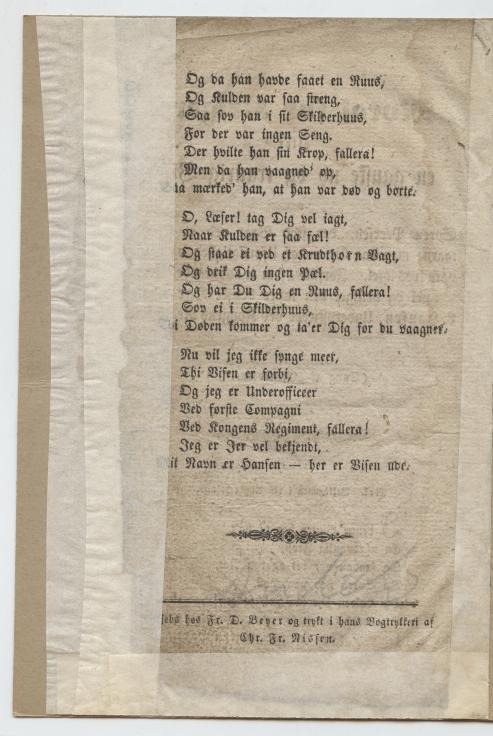 Og da han havde faaet en Ruus,
Og Kulden var saa streng,
Saa sov han i sit Skilderhuus,
For der var ingen Seng.
Der hvilte han sin Krop, fallera!
Men da han vaagned' op,
mærked' han, at han var død og borte.
O, Læser! tag Dig vel iagt,
Naar Kulden er saa fæl!
Og staae ei ved et Krudthorn Vagt,
Og drik Dig ingen Pæl.
Og har Du Dig en Ruus, fallera!
Sov ei i Skilderhuus,
Døden kommer og ta'er Dig før du vaagner.
Nu vil jeg ikke synge meer,
Thi Visen er forbi,
Og jeg er Underofficeer
Ved første Compagni
Ved Kongens Regiment, fallera!
Jeg er Jer vel bekjendt,
it Navn er Hansen — her er Visen ude.
hos Fr. D. Beyer og trykt i hans Bogtrykkeri af
Chr. Fr. Nissen.